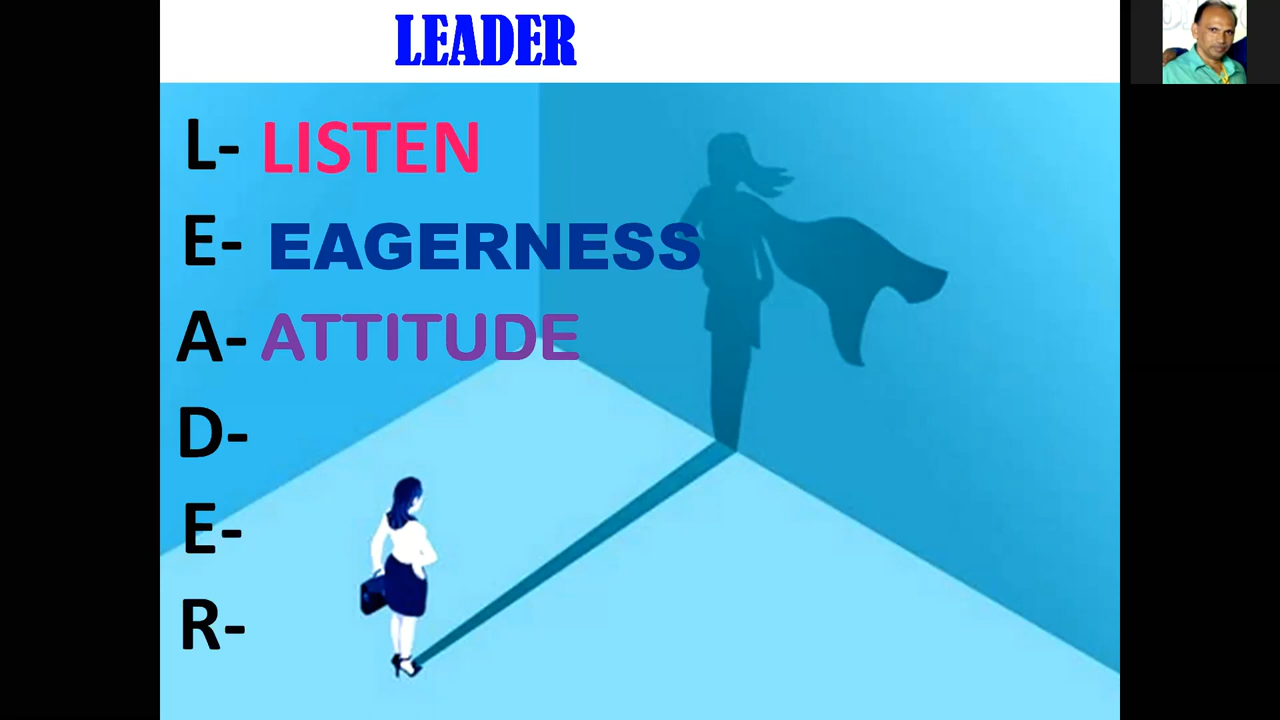 LEADER
L- LISTEN
E- EAGERNESS
A- ATTITUDE
D-
E-
R-